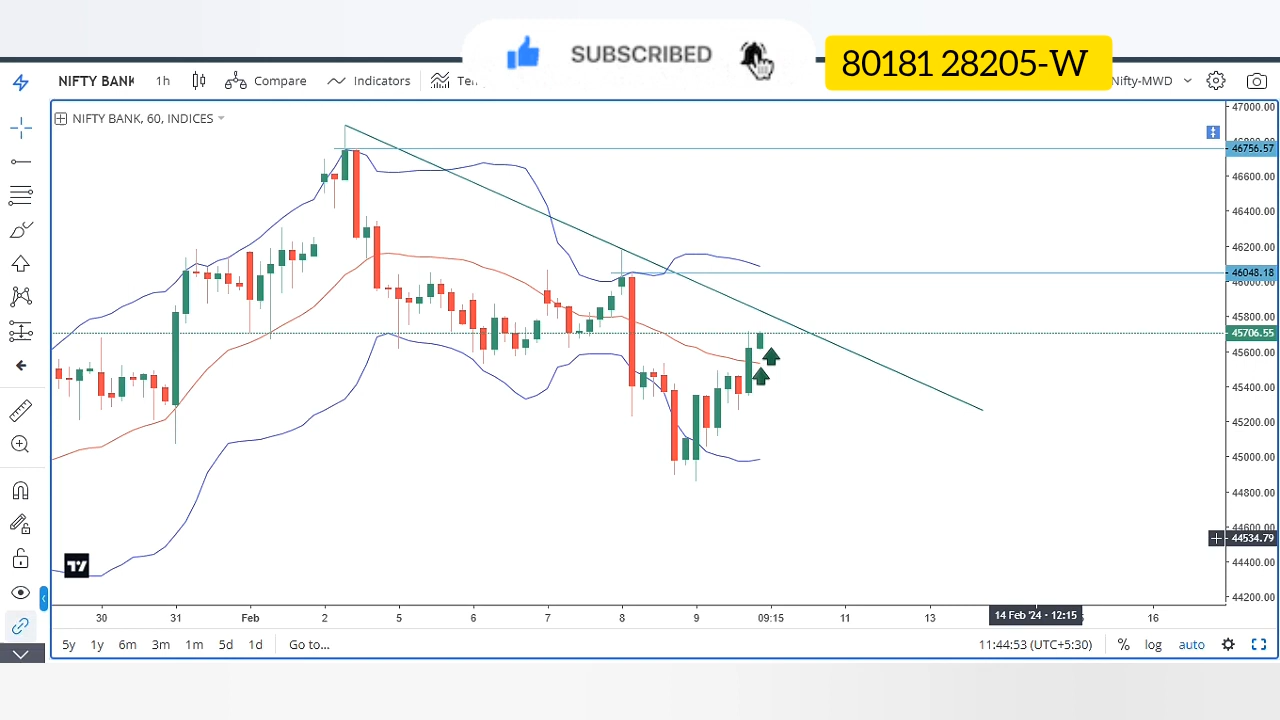 SUBSCRIBED
80181 28205-W
NIFTY BANK
1h
Compare
Indicators
Nifty-MWD
NIFTY BANK, 60, INDICES
47000.00
46756.57
46600.00
46400.00
46200.00
46048.18
45800.00
45706.55
45600.00
45400.00
45200.00
45000.00
44800.00
44534.79
44400.00
44200.00
30
31
Feb
2
5
6
7
8
9
09:15
11
13
14 Feb '24 - 12:15
16
5y
1y
6m
3m
1m
5d
1d
Go to...
11:44:53 (UTC+5:30)
%
log
auto